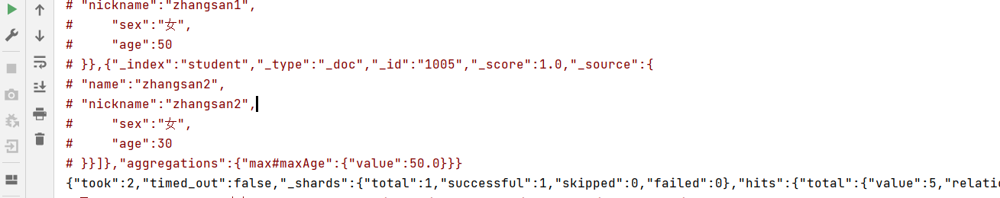 # "nickname":"zhangsan1",
#     "sex":"女",
#     "age":50
# }},{"_index":"student","_type":"_doc","_id":"1005","_score":1.0,"_source":{
# "name":"zhangsan2",
# "nickname":"zhangsan2",
#     "sex":"女",
#     "age":30
# }}]},"aggregations":{"max#maxAge":{"value":50.0}}}
{"took":2,"timed_out":false,"_shards":{"total":1,"successful":1,"skipped":0,"failed":0},"hits":{"total":{"value":5,"relatio